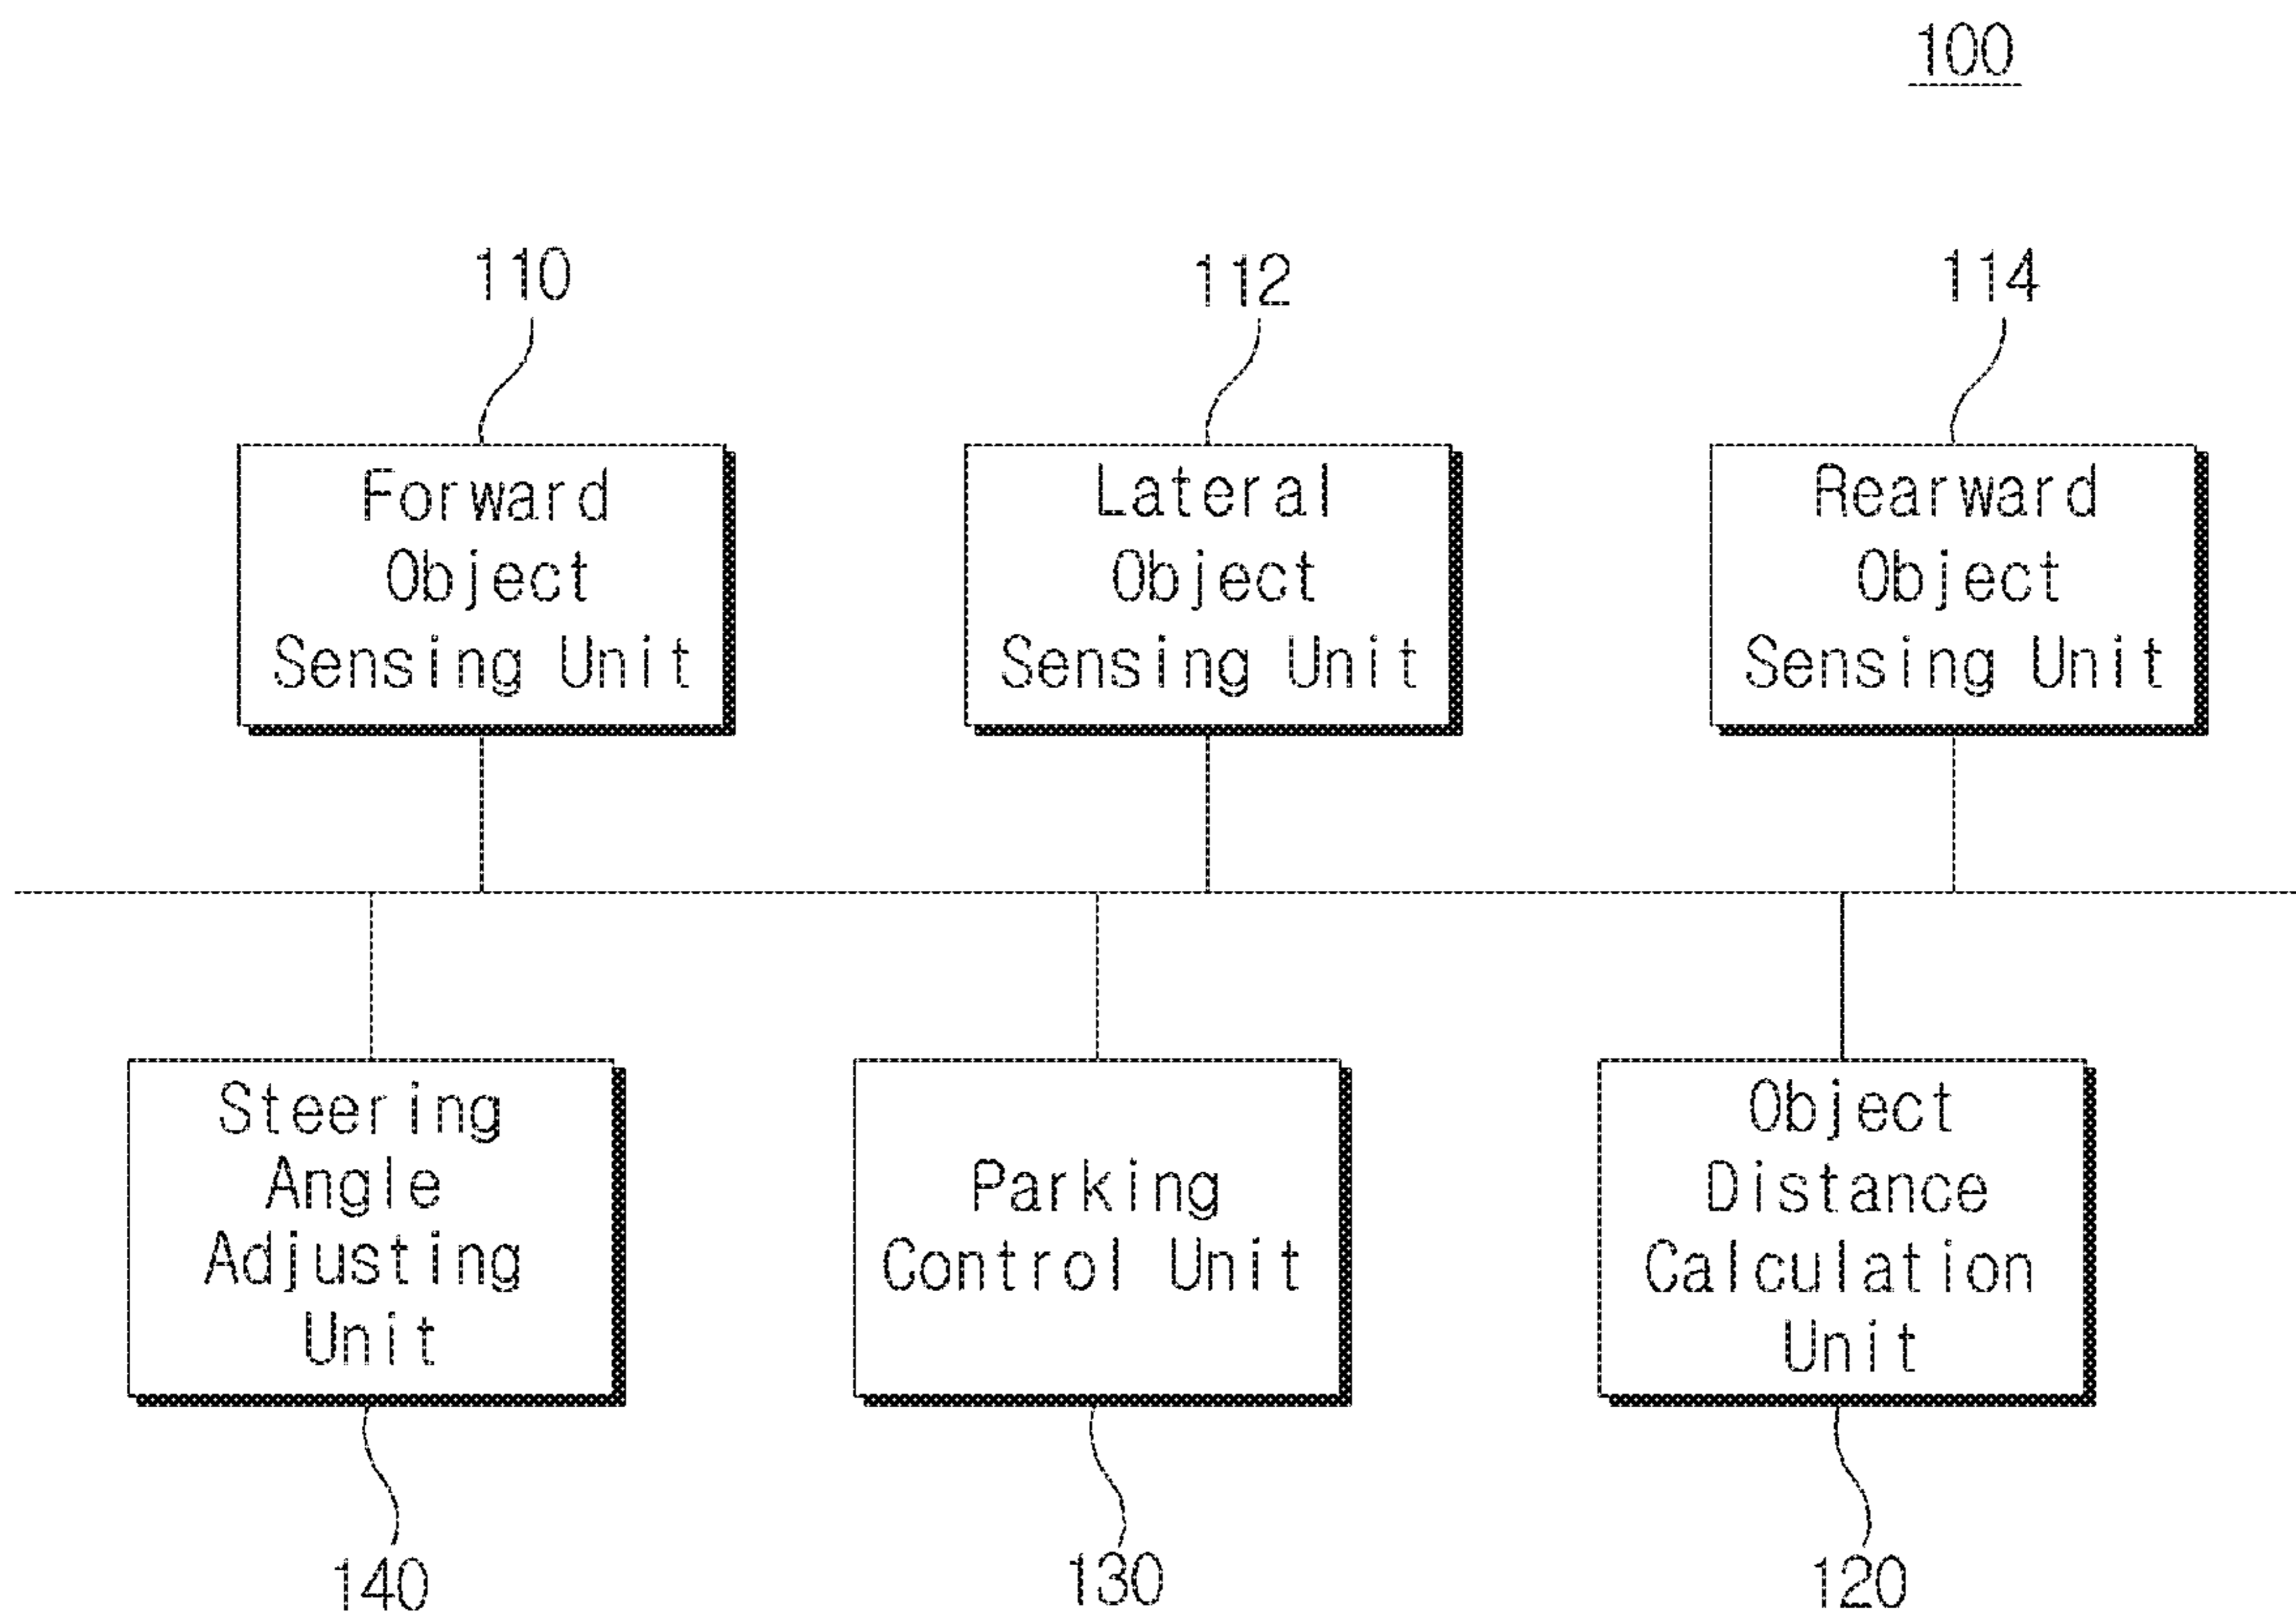 100
110
112
114
Forward
Object
Sensing Unit
Lateral
Object
Sensing Unit
Rearward
Object
Sensing Unit
Steering
Angle
Adjusting
Unit
Parking
Control Unit
Object
Distance
Calculation
Unit
140
130
120